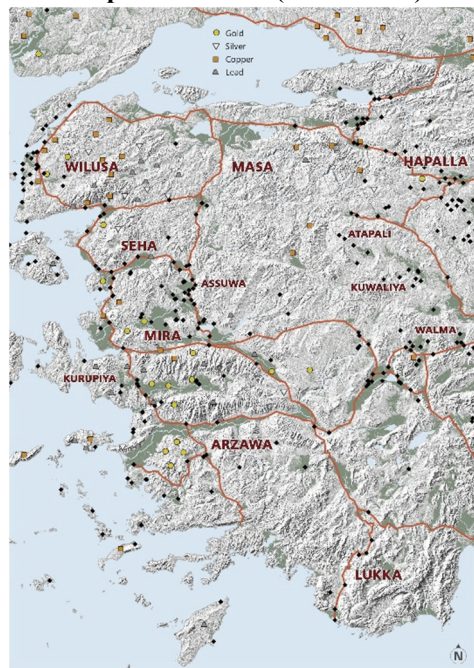 Gold
Silver
Copper
Lead
WILUSA
MASA
HAPALLA
ATAPALI
SEHA
ASSUWA
KUWALIYA
MIRA
WALMA
KURUPIYA
ARZAWA
LUKKA
N